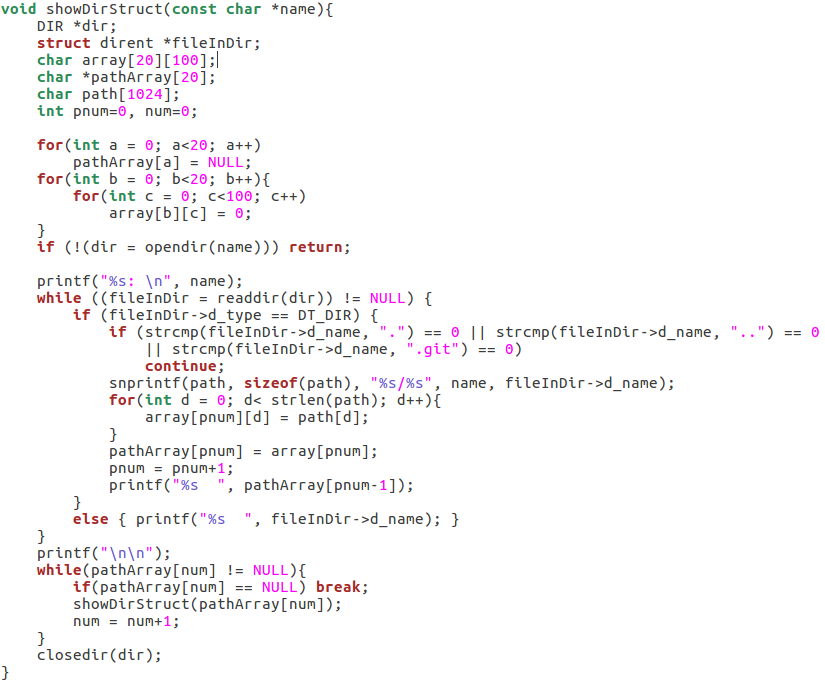 void showDirStruct(const char *name){
    DIR *dir;
    struct dirent *fileInDir;
    char array[20][100];
    char *pathArray[20];
    char path[1024];
    int pnum=0, num=0;

    for(int a = 0; a<20; a++)
        pathArray[a] = NULL;
    for(int b = 0; b<20; b++){
        for(int c = 0; c<100; c++)
            array[b][c] = 0;
    }
    if (!(dir = opendir(name))) return;

    printf("%s: \n", name);
    while ((fileInDir = readdir(dir)) != NULL) {
        if (fileInDir->d_type == DT_DIR) {
            if (strcmp(fileInDir->d_name, ".") == 0 || strcmp(fileInDir->d_name, "..") == 0
                || strcmp(fileInDir->d_name, ".git") == 0)
                continue;
            snprintf(path, sizeof(path), "%s/%s", name, fileInDir->d_name);
            for(int d = 0; d< strlen(path); d++){
                array[pnum][d] = path[d];
            }
            pathArray[pnum] = array[pnum];
            pnum = pnum+1;
            printf("%s  ", pathArray[pnum-1]);
        }
        else { printf("%s  ", fileInDir->d_name); }
    }
    printf("\n\n");
    while(pathArray[num] != NULL){
        if(pathArray[num] == NULL) break;
        showDirStruct(pathArray[num]);
        num = num+1;
    }
    closedir(dir);
}